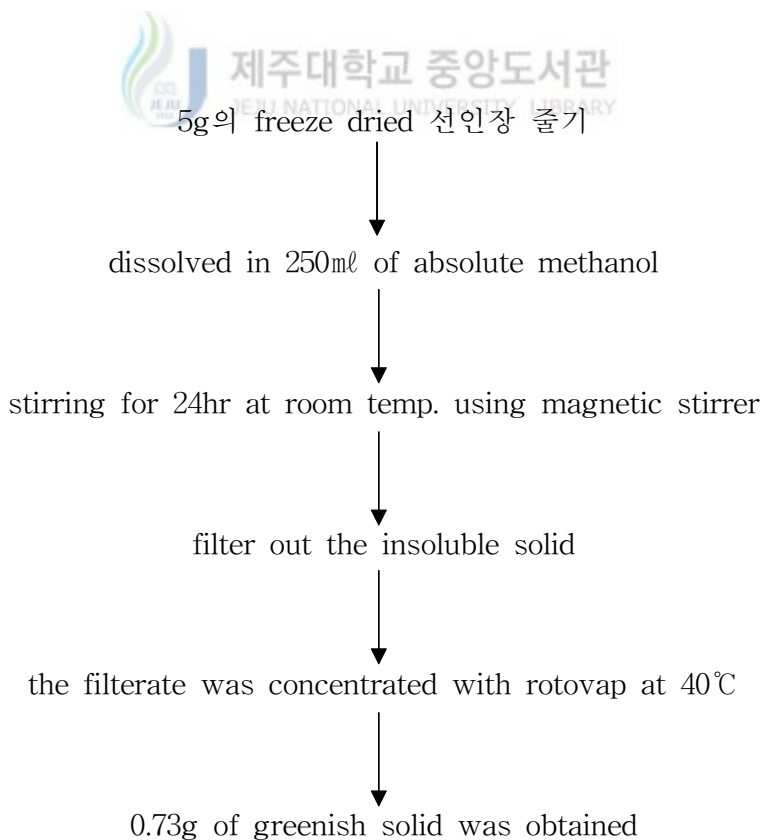 제주대학교 중앙도서관
JEJU NATIONAL UNIVERSITY LIBRARY
5g의 freeze dried 선인장 줄기
dissolved in 250㎖ of absolute methanol
stirring for 24hr at room temp. using magnetic stirrer
filter out the insoluble solid
the filterate was concentrated with rotovap at 40℃
0.73g of greenish solid was obtained